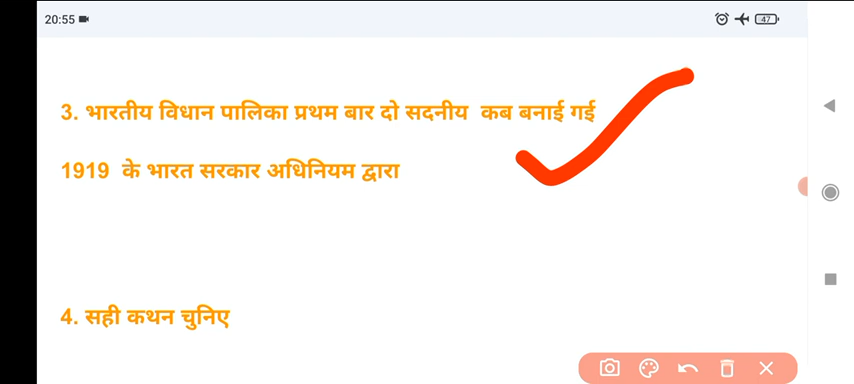 20:55
47
3. भारतीय विधान पालिका प्रथम बार दो सदनीय कब बनाई गई
1919 के भारत सरकार अधिनियम द्वारा
4. सही कथन चुनिए